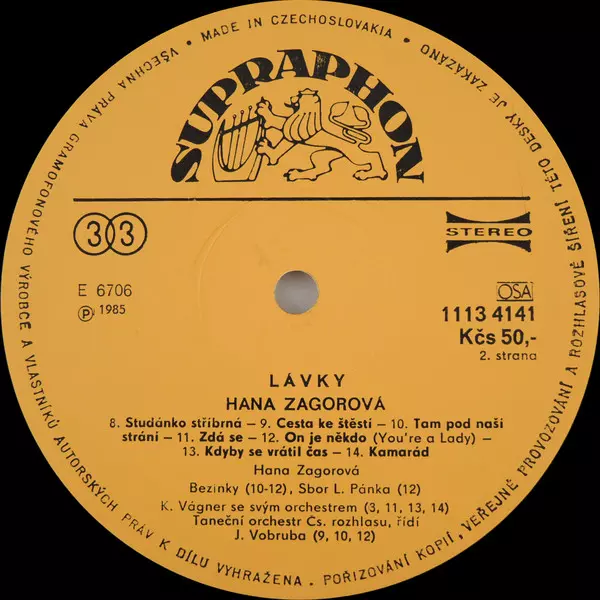 VŠECHNA PRÁVA GRAMOFONOVÉHO VÝROBCE A VLASTNÍKŮ AUTORSKÝCH PRÁV K DÍLU VYHRAŽENA. POŘIZOVÁNÍ KOPIÍ, VEŘEJNÉ PROVOZOVÁNÍ A ROZHLASOVÉ ŠÍŘENÍ TÉTO DESKY JE ZAKÁZÁNO • MADE IN CZECHOSLOVAKIA •
SUPRAPHON
33
STEREO
E 6706
OSA
℗ 1985
1113 4141
Kčs 50,-
2. strana
LÁVKY
HANA ZAGOROVÁ
8. Studánko stříbrná – 9. Cesta ke štěstí – 10. Tam pod naší
strání – 11. Zdá se – 12. On je někdo (You're a Lady) –
13. Kdyby se vrátil čas – 14. Kamarád
Hana Zagorová
Bezinky (10-12), Sbor L. Pánka (12)
K. Vágner se svým orchestrem (3, 11, 13, 14)
Taneční orchestr Čs. rozhlasu, řídí
J. Vobruba (9, 10, 12)